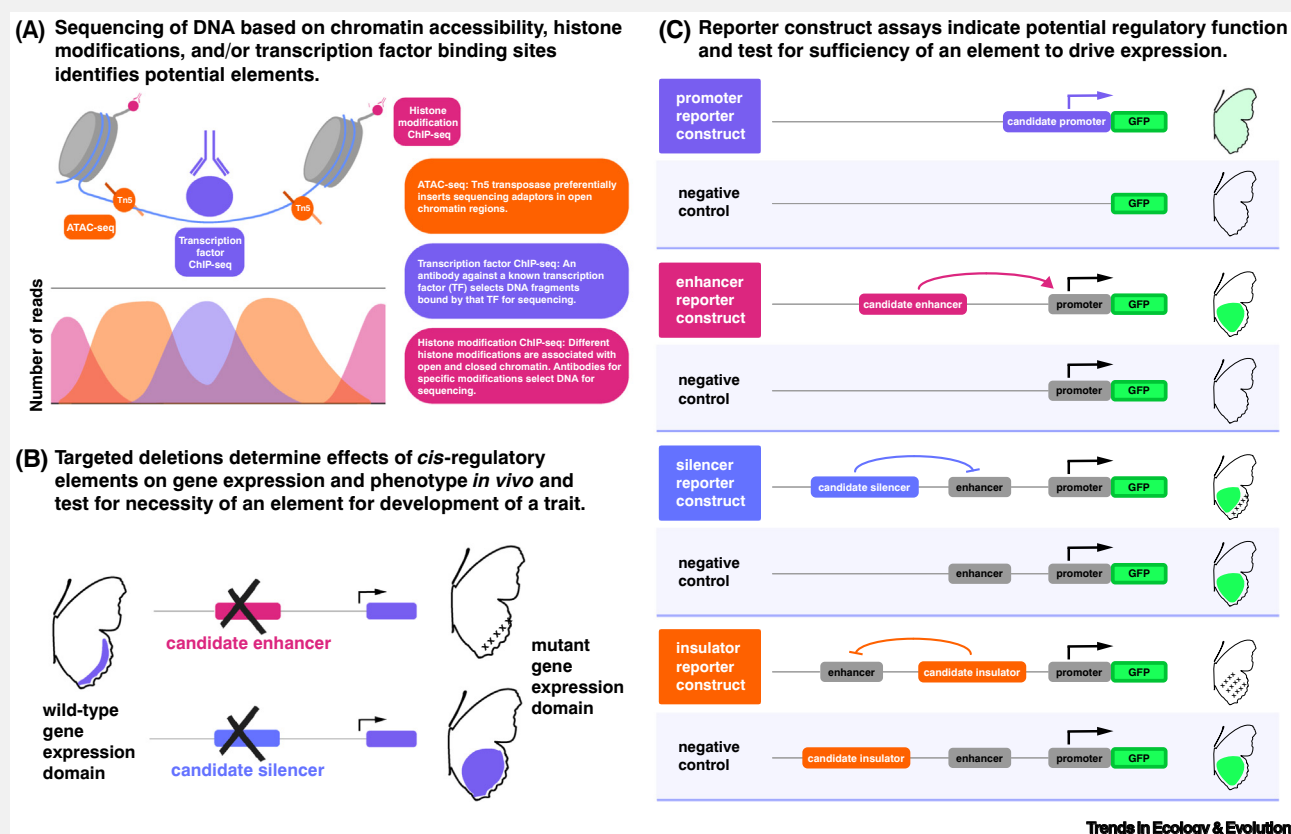 (A) Sequencing of DNA based on chromatin accessibility, histone
modifications, and/or transcription factor binding sites
identifies potential elements.
Histone
modification
ChIP-seq
Tn5
Tn5
ATAC-seq
Transcription
factor
ChIP-seq
ATAC-seq: Tn5 transposase preferentially
inserts sequencing adaptors in open
chromatin regions.
Transcription factor ChIP-seq: An
antibody against a known transcription
factor (TF) selects DNA fragments
bound by that TF for sequencing.
Histone modification ChIP-seq: Different
histone modifications are associated with
open and closed chromatin. Antibodies for
specific modifications select DNA for
sequencing.
Number of reads
(B) Targeted deletions determine effects of cis-regulatory
elements on gene expression and phenotype in vivo and
test for necessity of an element for development of a trait.
wild-type
gene
expression
domain
candidate enhancer
candidate silencer
mutant
gene
expression
domain
(C) Reporter construct assays indicate potential regulatory function
and test for sufficiency of an element to drive expression.
promoter
reporter
construct
candidate promoter
GFP
negative
control
GFP
enhancer
reporter
construct
candidate enhancer
promoter
GFP
negative
control
promoter
GFP
silencer
reporter
construct
candidate silencer
enhancer
promoter
GFP
negative
control
enhancer
promoter
GFP
insulator
reporter
construct
enhancer
candidate insulator
promoter
GFP
negative
control
candidate insulator
enhancer
promoter
GFP
Trends in Ecology & Evolution